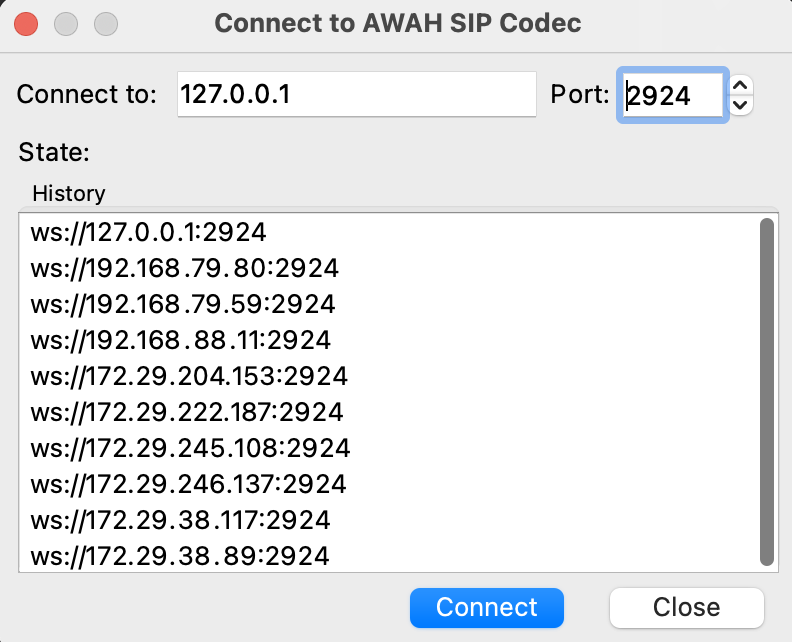 Connect to AWAH SIP Codec
Connect to: 127.0.0.1 Port: 2924
State:
History
ws://127.0.0.1:2924
ws://192.168.79.80:2924
ws://192.168.79.59:2924
ws://192.168.88.11:2924
ws://172.29.204.153:2924
ws://172.29.222.187:2924
ws://172.29.245.108:2924
ws://172.29.246.137:2924
ws://172.29.38.117:2924
ws://172.29.38.89:2924
Connect Close